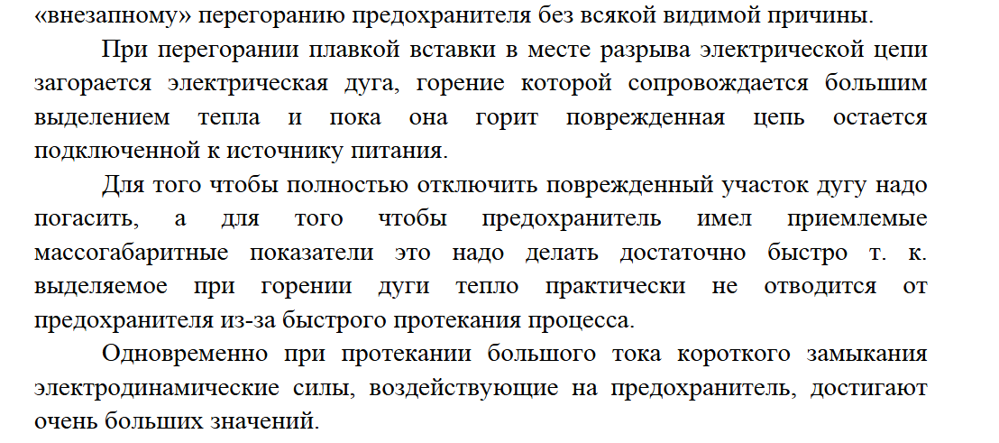 «внезапному» перегоранию предохранителя без всякой видимой причины.
При перегорании плавкой вставки в месте разрыва электрической цепи
загорается электрическая дуга, горение которой сопровождается большим
выделением тепла и пока она горит поврежденная цепь остается
подключенной к источнику питания.
Для того чтобы полностью отключить поврежденный участок дугу надо
погасить, а для того чтобы предохранитель имел приемлемые
массогабаритные показатели это надо делать достаточно быстро т. к.
выделяемое при горении дуги тепло практически не отводится от
предохранителя из-за быстрого протекания процесса.
Одновременно при протекании большого тока короткого замыкания
электродинамические силы, воздействующие на предохранитель, достигают
очень больших значений.